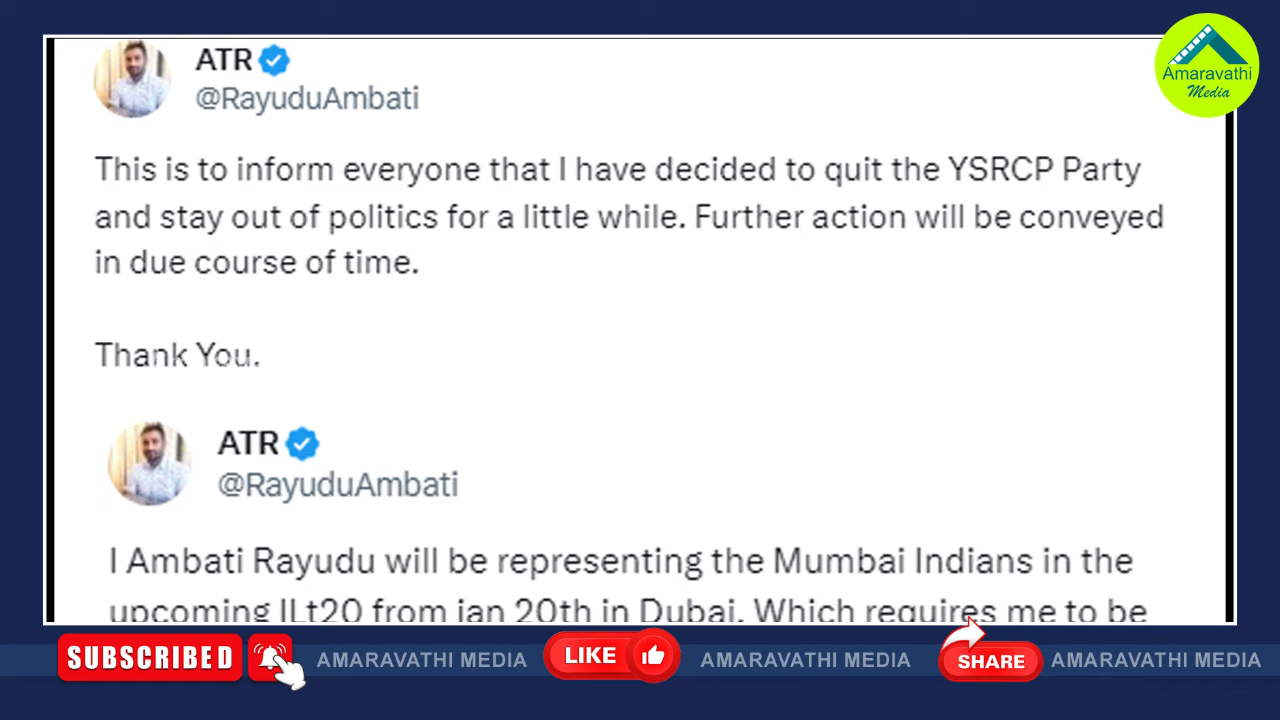 ATR
@RayuduAmbati
Amaravathi
Media
This is to inform everyone that I have decided to quit the YSRCP Party
and stay out of politics for a little while. Further action will be conveyed
in due course of time.
Thank You.
ATR
@RayuduAmbati
I Ambati Rayudu will be representing the Mumbai Indians in the
upcoming ILt20 from jan 20th in Dubai. Which requires me to be
SUBSCRIBED AMARAVATHI MEDIA LIKE AMARAVATHI MEDIA SHARE AMARAVATHI MEDIA